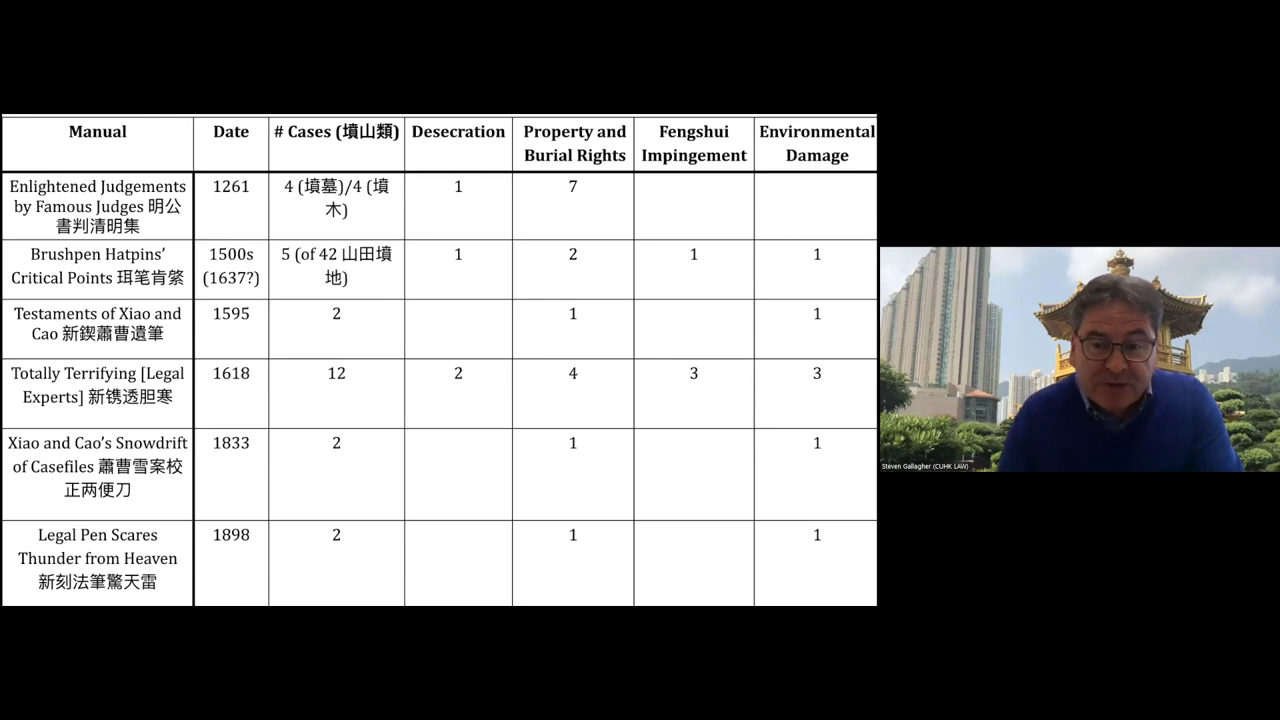 Manual
Date
# Cases (墳山類)
Desecration
Property and
Burial Rights
Fengshui
Impingement
Environmental
Damage
Enlightened Judgements
by Famous Judges 明公
書判清明集
1261
4 (墳墓)/4 (墳
木)
1
7
Brushpen Hatpins’
Critical Points 珥笔肯綮
1500s
(1637?)
5 (of 42 山田墳
地)
1
2
1
1
Testaments of Xiao and
Cao 新鍥蕭曹遺筆
1595
2
1
1
Totally Terrifying [Legal
Experts] 新镌透胆寒
1618
12
2
4
3
3
Xiao and Cao’s Snowdrift
of Casefiles 蕭曹雪案校
正两便刀
1833
2
1
1
Legal Pen Scares
Thunder from Heaven
新刻法筆驚天雷
1898
2
1
1
Steven Gallagher (CUHK LAW)